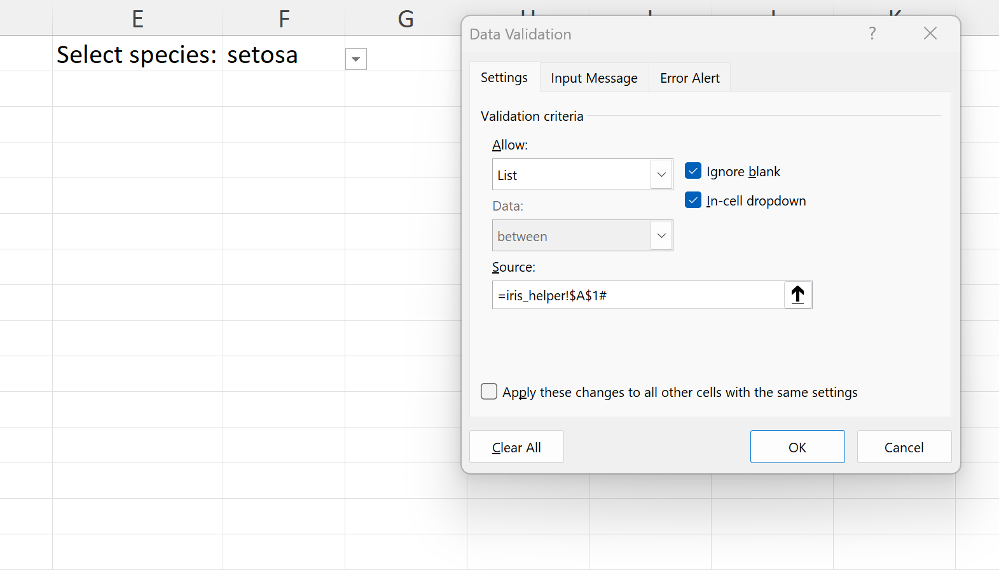 E F G
Select species: setosa
Data Validation ?
Settings Input Message Error Alert
Validation criteria
Allow:
List
Ignore blank
In-cell dropdown
Data:
between
Source:
=iris_helper!$A$1#
Apply these changes to all other cells with the same settings
Clear All OK Cancel